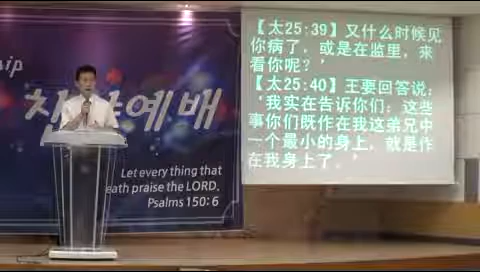 【太25:39】又什么时候见
你病了，或是在监里，来
看你呢？’
【太25:40】王要回答说：
‘我实在告诉你们：这些
事你们既作在我这弟兄中
一个最小的身上，就是作
在我身上了。’
예배
Let every thing that
praise the LORD.
Psalms 150:6